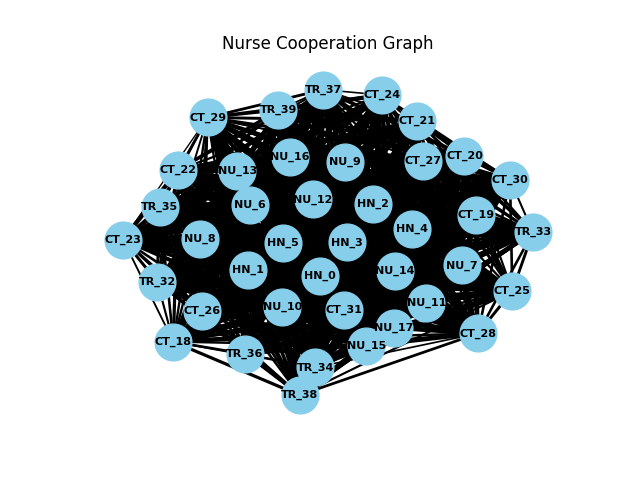 Nurse Cooperation Graph
TR_37
CT_24
TR_39
CT_29
CT_21
NU_16
NU_9
CT_27
CT_20
CT_22
NU_13
CT_30
NU_12
HN_2
NU_6
TR_35
CT_19
HN_4
TR_33
NU_8
CT_23
HN_5
HN_3
NU_7
HN_1
NU_14
HN_0
TR_32
CT_25
NU_11
NU_10
CT_31
CT_26
NU_17
CT_28
CT_18
NU_15
TR_36
TR_34
TR_38